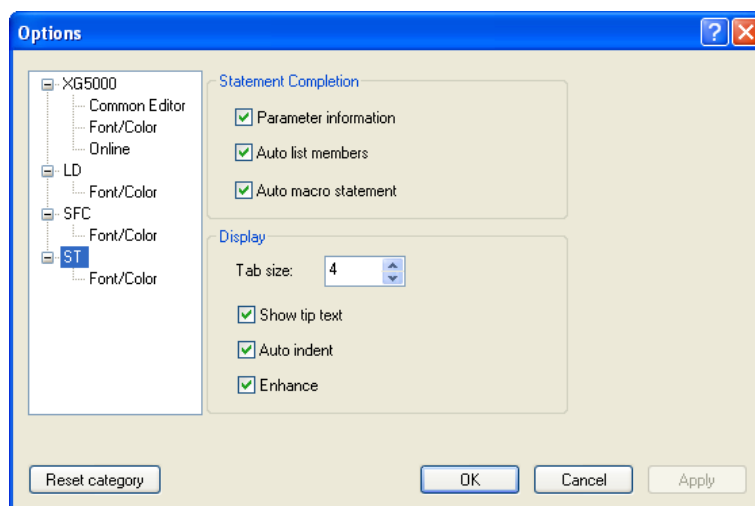 Options
XG5000
Common Editor
Font/Color
Online
LD
Font/Color
SFC
Font/Color
ST
Font/Color
Statement Completion
Parameter information
Auto list members
Auto macro statement
Display
Tab size: 4
Show tip text
Auto indent
Enhance
Reset category OK Cancel Apply